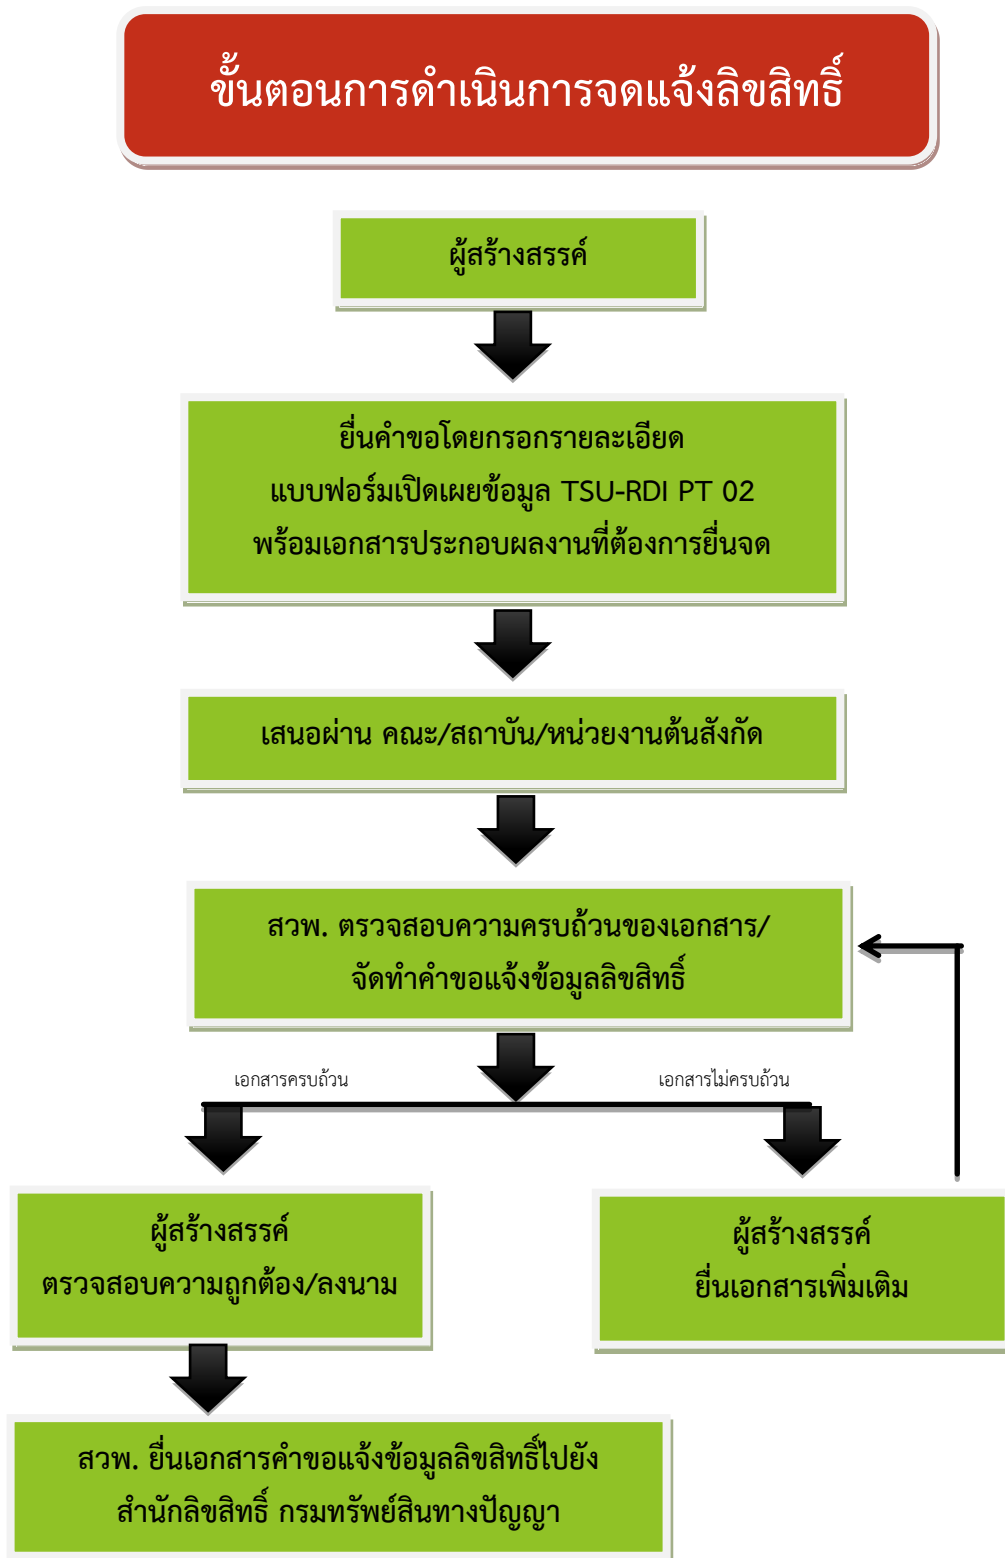 ขั้นตอนการดำเนินการจดแจ้งลิขสิทธิ์
ผู้สร้างสรรค์
ยื่นคำขอโดยกรอกรายละเอียด
แบบฟอร์มเปิดเผยข้อมูล TSU-RDI PT 02
พร้อมเอกสารประกอบผลงานที่ต้องการยื่นจด
เสนอผ่าน คณะ/สถาบัน/หน่วยงานต้นสังกัด
สวพ. ตรวจสอบความครบถ้วนของเอกสาร/
จัดทำคำขอแจ้งข้อมูลลิขสิทธิ์
เอกสารครบถ้วน
เอกสารไม่ครบถ้วน
ผู้สร้างสรรค์
ตรวจสอบความถูกต้อง/ลงนาม
ผู้สร้างสรรค์
ยื่นเอกสารเพิ่มเติม
สวพ. ยื่นเอกสารคำขอแจ้งข้อมูลลิขสิทธิ์ไปยัง
สำนักลิขสิทธิ์ กรมทรัพย์สินทางปัญญา